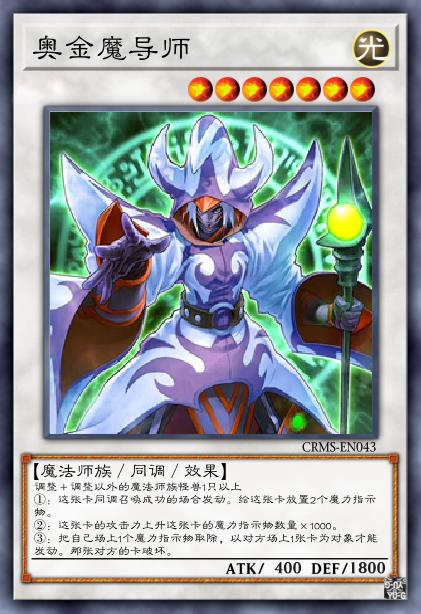 奥金魔导师
光
CRMS-EN043
【魔法师族/同调/效果】
调整+调整以外的魔法师族怪兽1只以上
①:这张卡同调召唤成功的场合发动。给这张卡放置2个魔力指示
物。
②:这张卡的攻击力上升这张卡的魔力指示物数量×1000。
③:把自己场上1个魔力指示物取除,以对方场上1张卡为对象才能
发动。那张对方的卡破坏。
ATK/ 400 DEF/1800